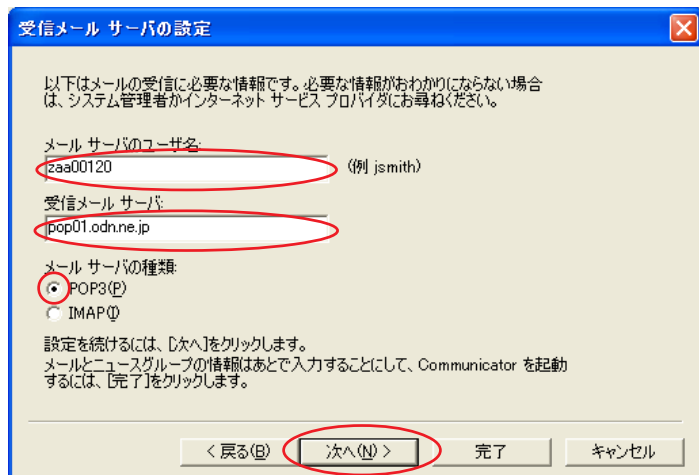 受信メール サーバの設定
以下はメールの受信に必要な情報です。必要な情報がおわかりにならない場合
は、システム管理者かインターネット サービス プロバイダにお尋ねください。
メール サーバのユーザ名:
zaa00120 (例 jsmith)
受信メール サーバ:
pop01.odn.ne.jp
メール サーバの種類:
POP3(P)
IMAP(I)
設定を続けるには、[次へ]をクリックします。
メールとニュースグループの情報はあとで入力することにして、Communicator を起動
するには、[完了]をクリックします。
< 戻る(B) 次へ(N) > 完了 キャンセル